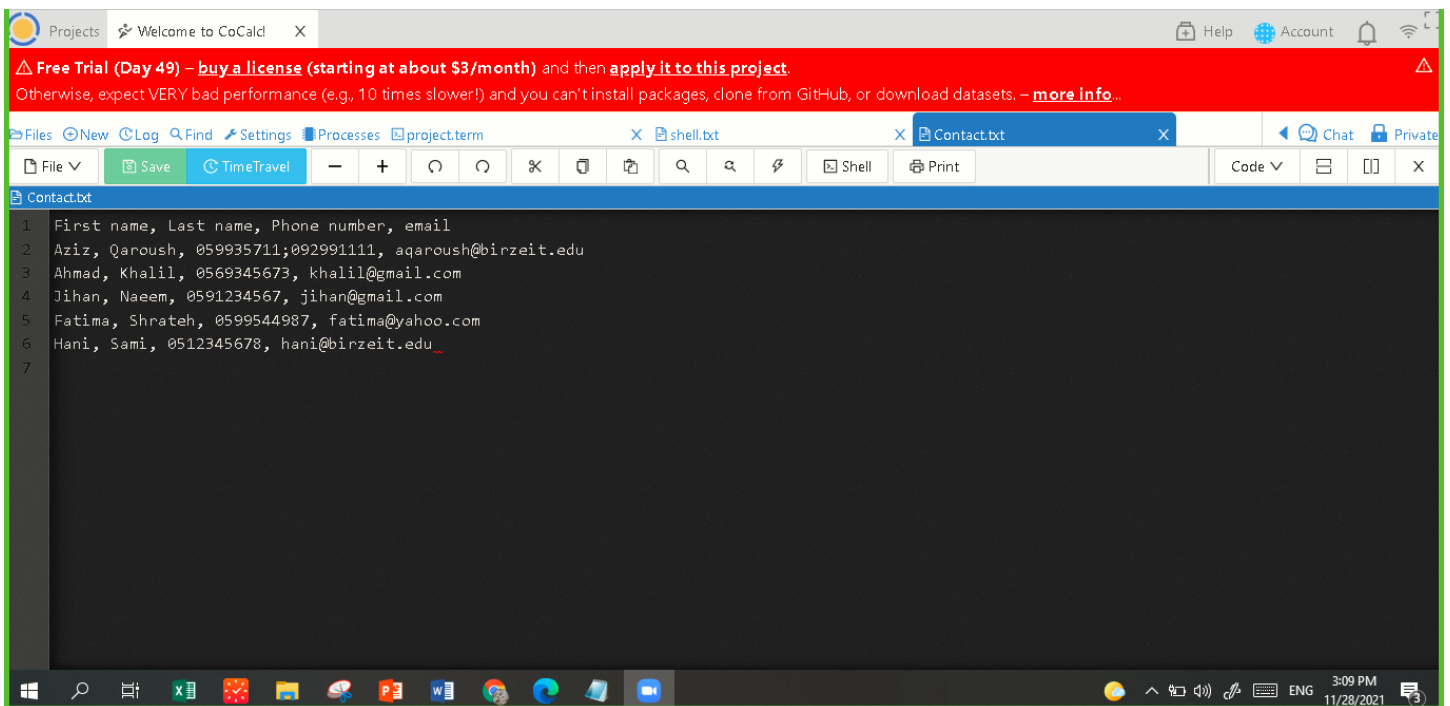 Projects Welcome to CoCalc! X Help Account
Free Trial (Day 49) – buy a license (starting at about $3/month) and then apply it to this project.
Otherwise, expect VERY bad performance (e.g., 10 times slower!) and you can't install packages, clone from GitHub, or download datasets. – more info...
Files New Log Find Settings Processes project.term X shell.txt X Contact.txt X Chat Private
File Save TimeTravel Shell Print Code X
Contact.txt
1 First name, Last name, Phone number, email
2 Aziz, Qaroush, 059935711;092991111, aqaroush@birzeit.edu
3 Ahmad, Khalil, 0569345673, khalil@gmail.com
4 Jihan, Naeem, 0591234567, jihan@gmail.com
5 Fatima, Shrateh, 0599544987, fatima@yahoo.com
6 Hani, Sami, 0512345678, hani@birzeit.edu
7
ENG 3:09 PM
11/28/2021 3